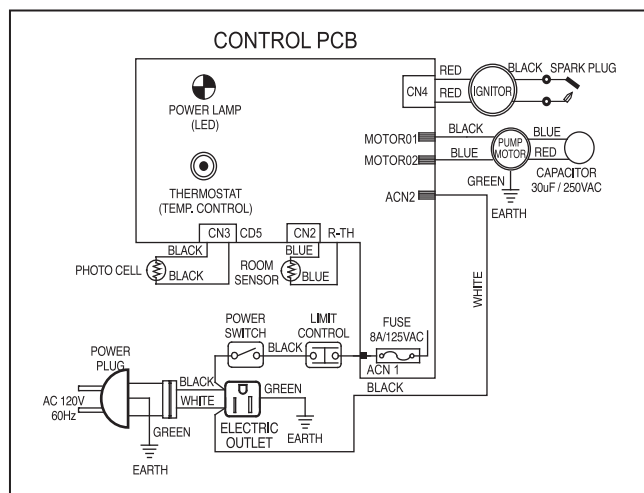 CONTROL PCB
POWER LAMP
(LED)
THERMOSTAT
(TEMP. CONTROL)
CN4
RED
RED
IGNITOR
BLACK
SPARK PLUG
MOTOR01
BLACK
MOTOR02
BLUE
PUMP
MOTOR
BLUE
RED
CAPACITOR
30uF / 250VAC
GREEN
EARTH
ACN2
WHITE
CN3
CD5
CN2
R-TH
BLACK
BLACK
PHOTO CELL
BLUE
BLUE
ROOM
SENSOR
POWER
SWITCH
BLACK
LIMIT
CONTROL
FUSE
8A/125VAC
ACN 1
BLACK
POWER
PLUG
AC 120V
60Hz
BLACK
WHITE
GREEN
EARTH
GREEN
EARTH
ELECTRIC
OUTLET